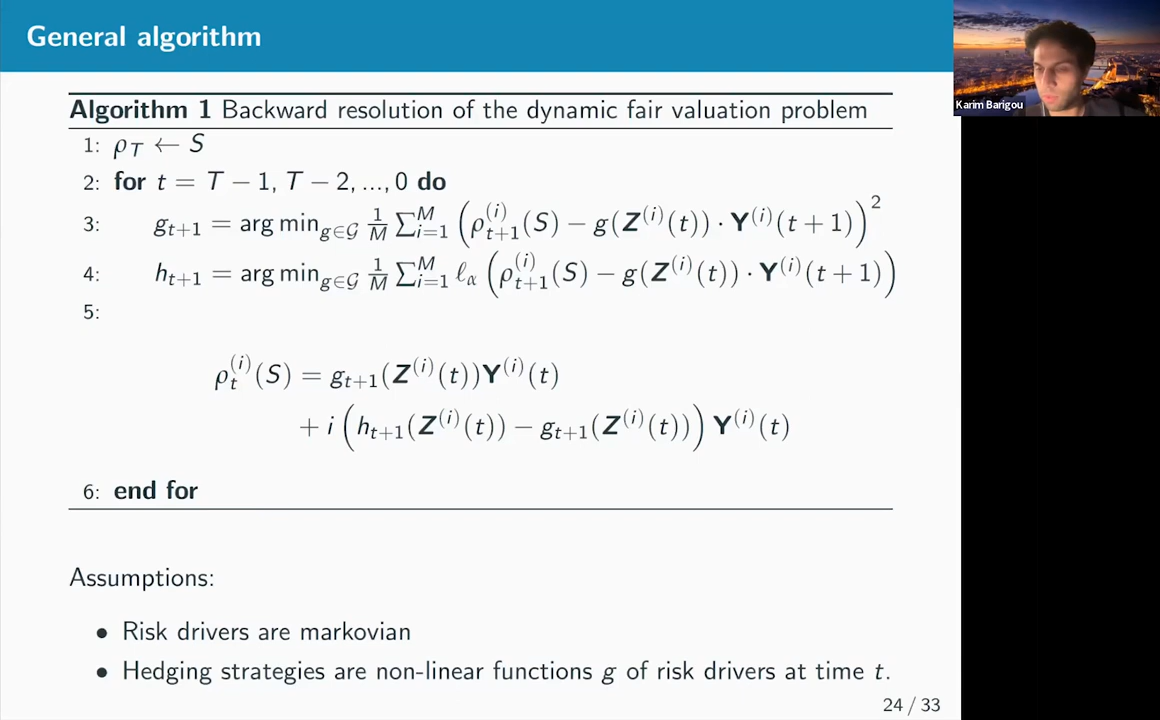 General algorithm
Karim Barigou
Algorithm 1 Backward resolution of the dynamic fair valuation problem
1: ρ_T ← S
2: for t = T − 1, T − 2, ..., 0 do
3: g_{t+1} = arg min_{g∈𝒢} 1/M ∑_{i=1}^{M} (ρ_{t+1}^{(i)}(S) − g(𝒁^{(i)}(t)) · 𝐘^{(i)}(t + 1))^2
4: h_{t+1} = arg min_{g∈𝒢} 1/M ∑_{i=1}^{M} ℓ_α (ρ_{t+1}^{(i)}(S) − g(𝒁^{(i)}(t)) · 𝐘^{(i)}(t + 1))
5:
ρ_t^{(i)}(S) = g_{t+1}(𝒁^{(i)}(t))𝐘^{(i)}(t)
+ i (h_{t+1}(𝒁^{(i)}(t)) − g_{t+1}(𝒁^{(i)}(t))) 𝐘^{(i)}(t)
6: end for
Assumptions:
• Risk drivers are markovian
• Hedging strategies are non-linear functions g of risk drivers at time t.
24 / 33